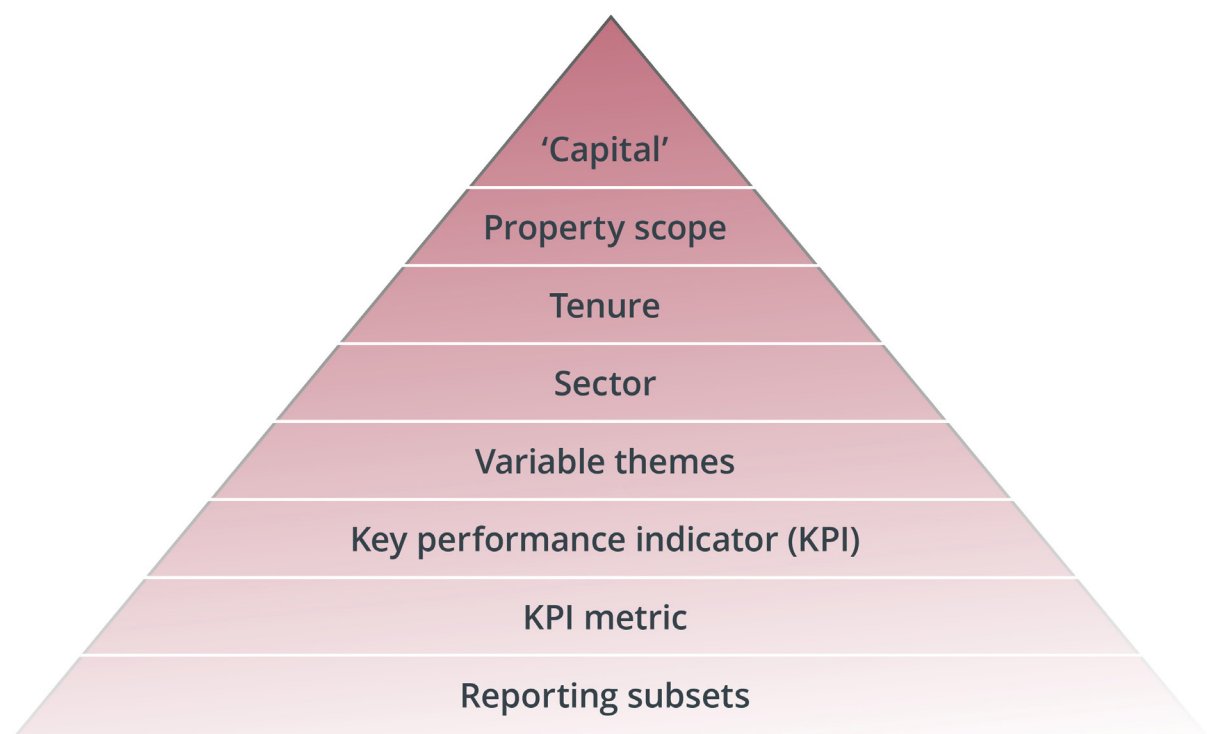 ‘Capital’
Property scope
Tenure
Sector
Variable themes
Key performance indicator (KPI)
KPI metric
Reporting subsets